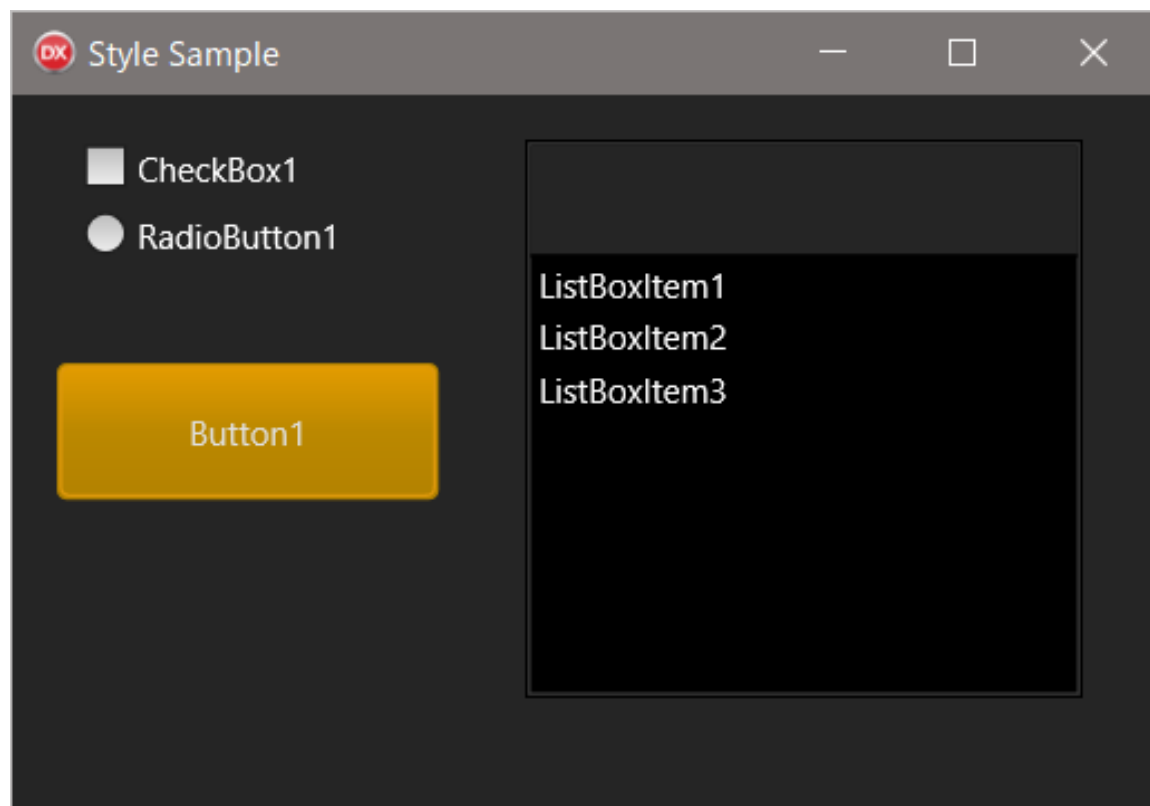 DX Style Sample
CheckBox1
RadioButton1
Button1
ListBoxItem1
ListBoxItem2
ListBoxItem3